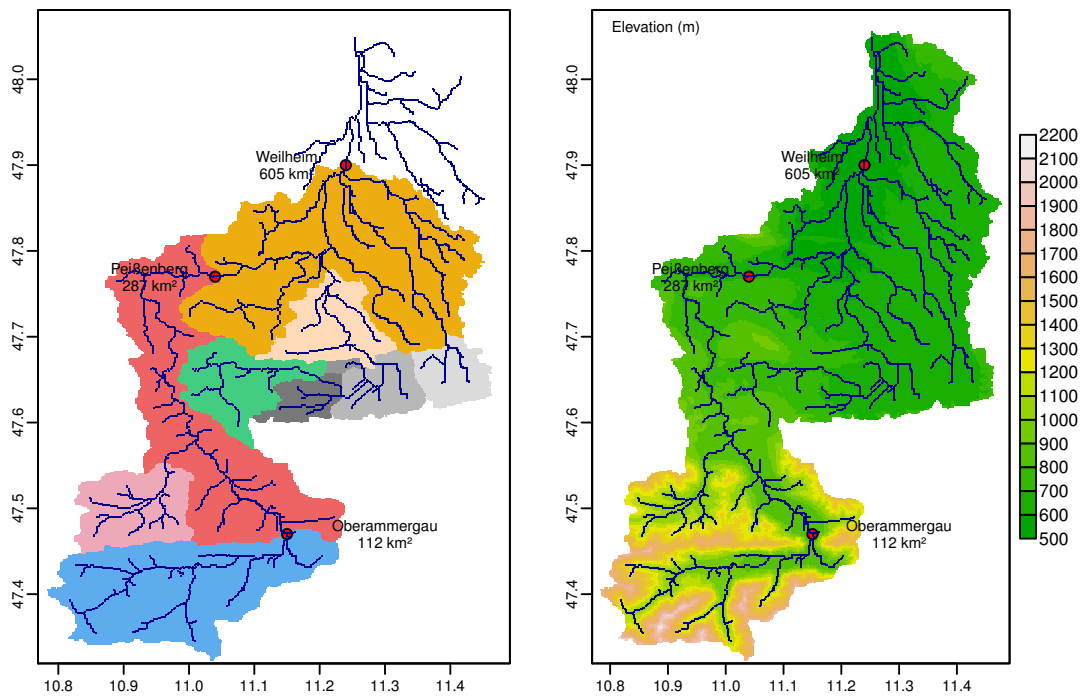 48.0
47.9
47.8
47.7
47.6
47.5
47.4
10.8 10.9 11.0 11.1 11.2 11.3 11.4
Weilheim
605 km²
Peißenberg
287 km²
Oberammergau
112 km²
Elevation (m)
48.0
47.9
47.8
47.7
47.6
47.5
47.4
10.8 10.9 11.0 11.1 11.2 11.3 11.4
Weilheim
605 km²
Peißenberg
287 km²
Oberammergau
112 km²
2200
2100
2000
1900
1800
1700
1600
1500
1400
1300
1200
1100
1000
900
800
700
600
500